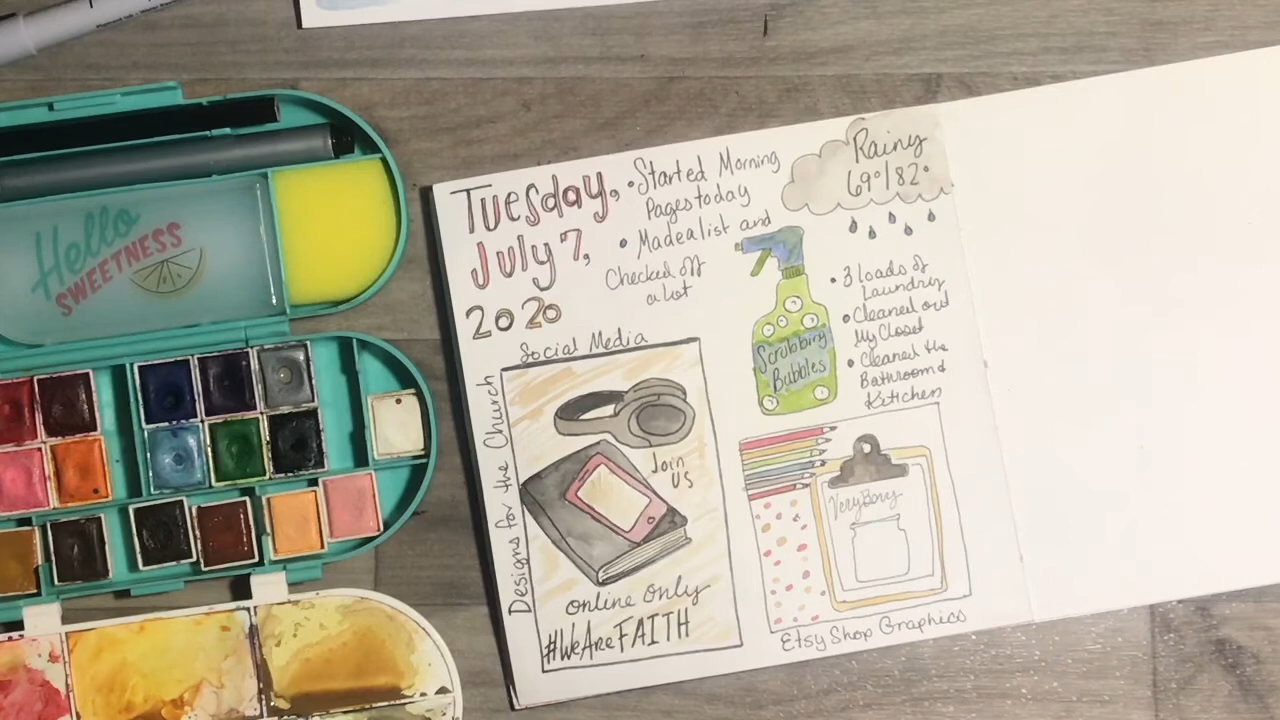 Hello
SWEETNESS
Tuesday,
July 7,
2020
• Started Morning
Pages today
• Made a list and
Checked off
a lot
Rainy
69°/82°
• 3 Loads of
Laundry
• Cleaned out
My Closet
• Cleaned the
Bathroom &
Kitchen
Scrubbing
Bubbles
Social Media
Designs for the Church
Join
US
online only
#WeAreFAITH
Very Berry
Etsy Shop Graphics